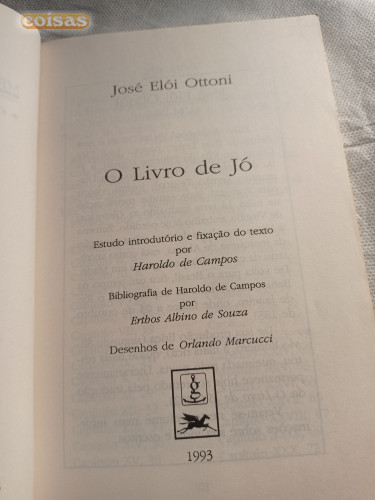 coisas
José Elói Ottoni
O Livro de Jó
Estudo introdutório e fixação do texto
por
Haroldo de Campos
Bibliografia de Haroldo de Campos
por
Erthos Albino de Souza
Desenhos de Orlando Marcucci
g
1993